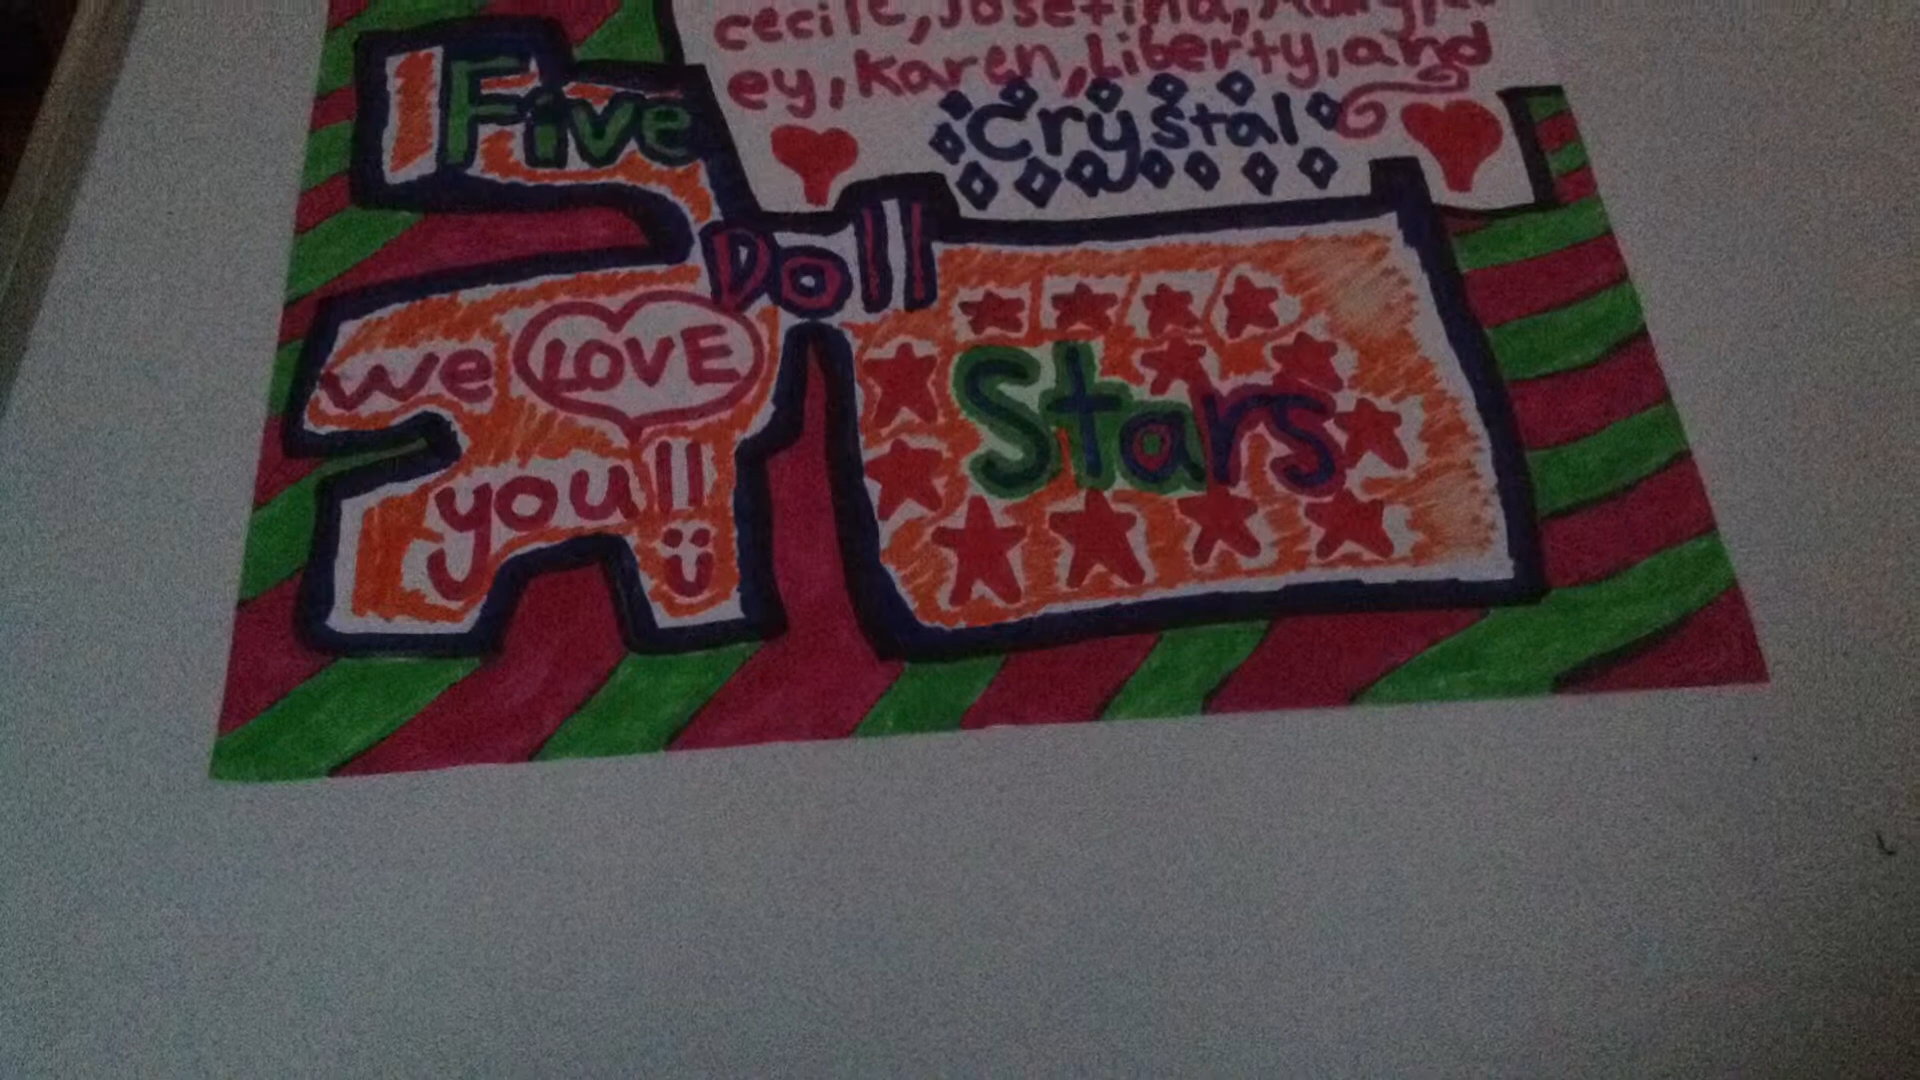 cecile, Josefina,
ey, Karen, Liberty, and
Crystal
Five
Doll
Stars
we LOVE
you!!